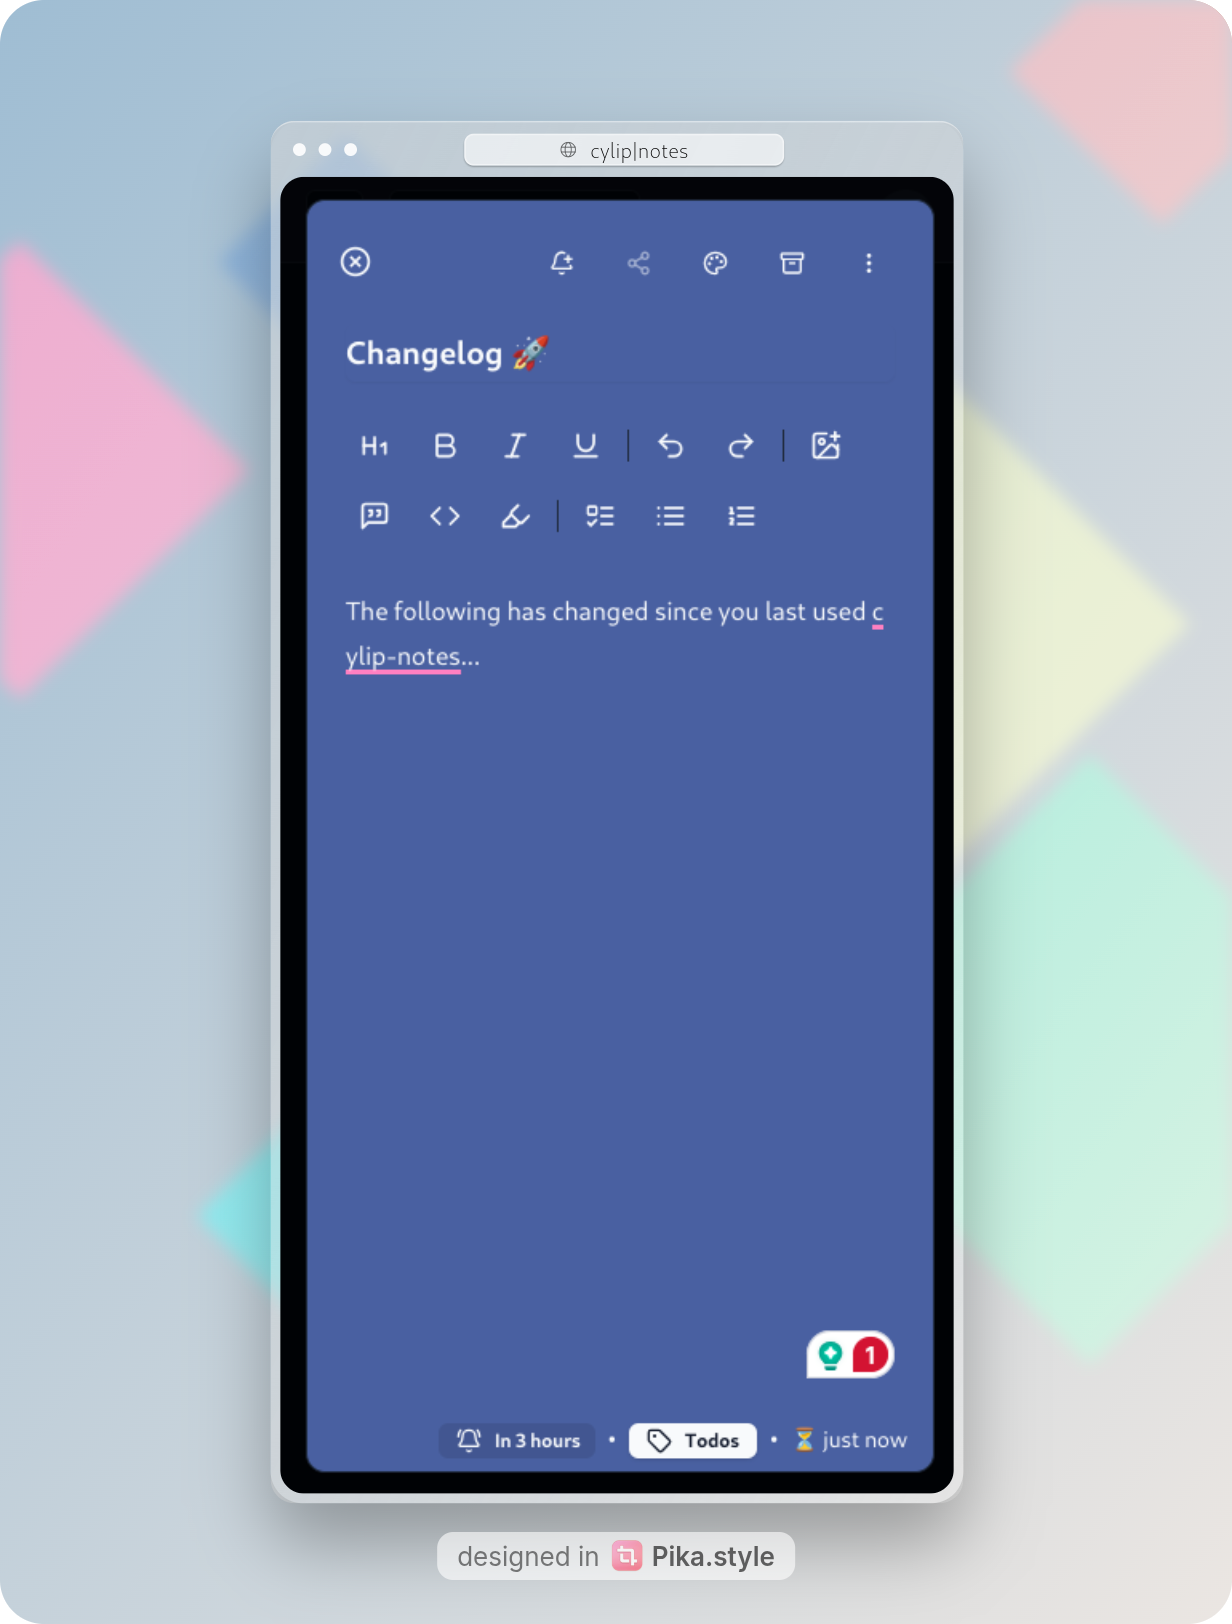 cylip|notes
Changelog 🚀
H1
The following has changed since you last used c
ylip-notes...
1
In 3 hours • Todos • ⏳ just now
designed in Pika.style